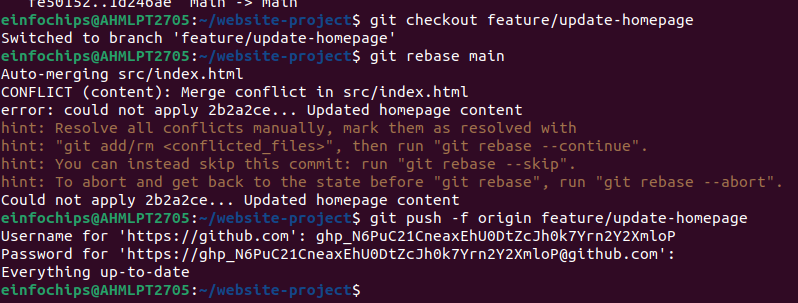 fe50152..1d246ae main -> main
einfochips@AHMLPT2705:~/website-project$ git checkout feature/update-homepage
Switched to branch 'feature/update-homepage'
einfochips@AHMLPT2705:~/website-project$ git rebase main
Auto-merging src/index.html
CONFLICT (content): Merge conflict in src/index.html
error: could not apply 2b2a2ce... Updated homepage content
hint: Resolve all conflicts manually, mark them as resolved with
hint: "git add/rm <conflicted_files>", then run "git rebase --continue".
hint: You can instead skip this commit: run "git rebase --skip".
hint: To abort and get back to the state before "git rebase", run "git rebase --abort".
Could not apply 2b2a2ce... Updated homepage content
einfochips@AHMLPT2705:~/website-project$ git push -f origin feature/update-homepage
Username for 'https://github.com': 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
Password for 'https://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@github.com':
Everything up-to-date
einfochips@AHMLPT2705:~/website-project$